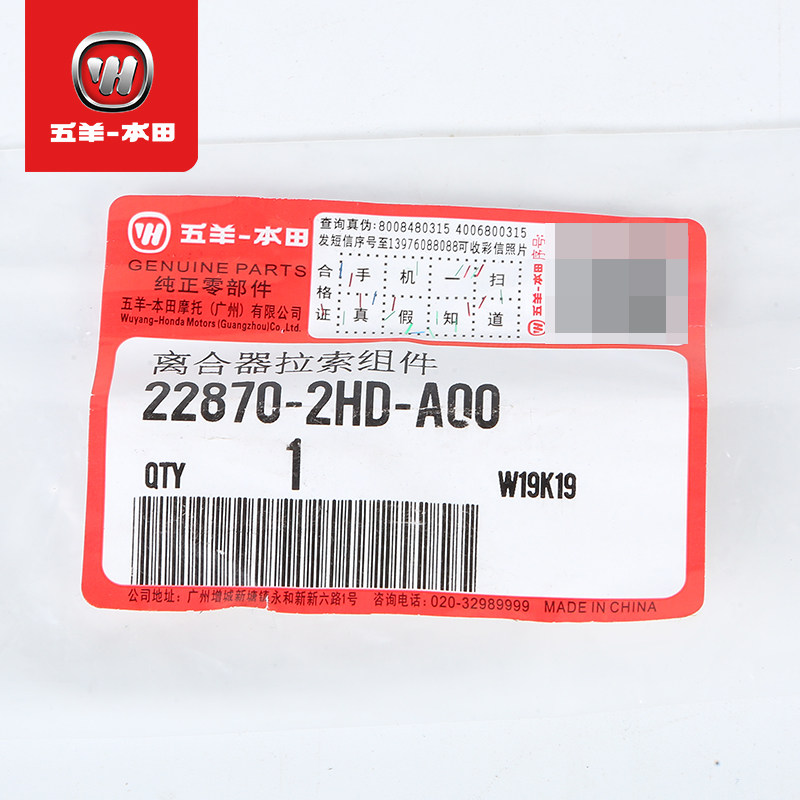 五羊-本田
五羊-本田
GENUINE PARTS
纯正零部件
五羊-本田摩托（广州）有限公司
Wuyang-Honda Motors (Guangzhou)Co.,Ltd.
查询真伪:8008480315 4006800315
发短信序号至13976088088可收彩信照片
合格证
手机一扫
真假知道
序号:
五羊-本田
离合器拉索组件
22870-2HD-A00
QTY 1
W19K19
公司地址：广州增城新塘镇永和新新六路1号 咨询电话：020-32989999 MADE IN CHINA